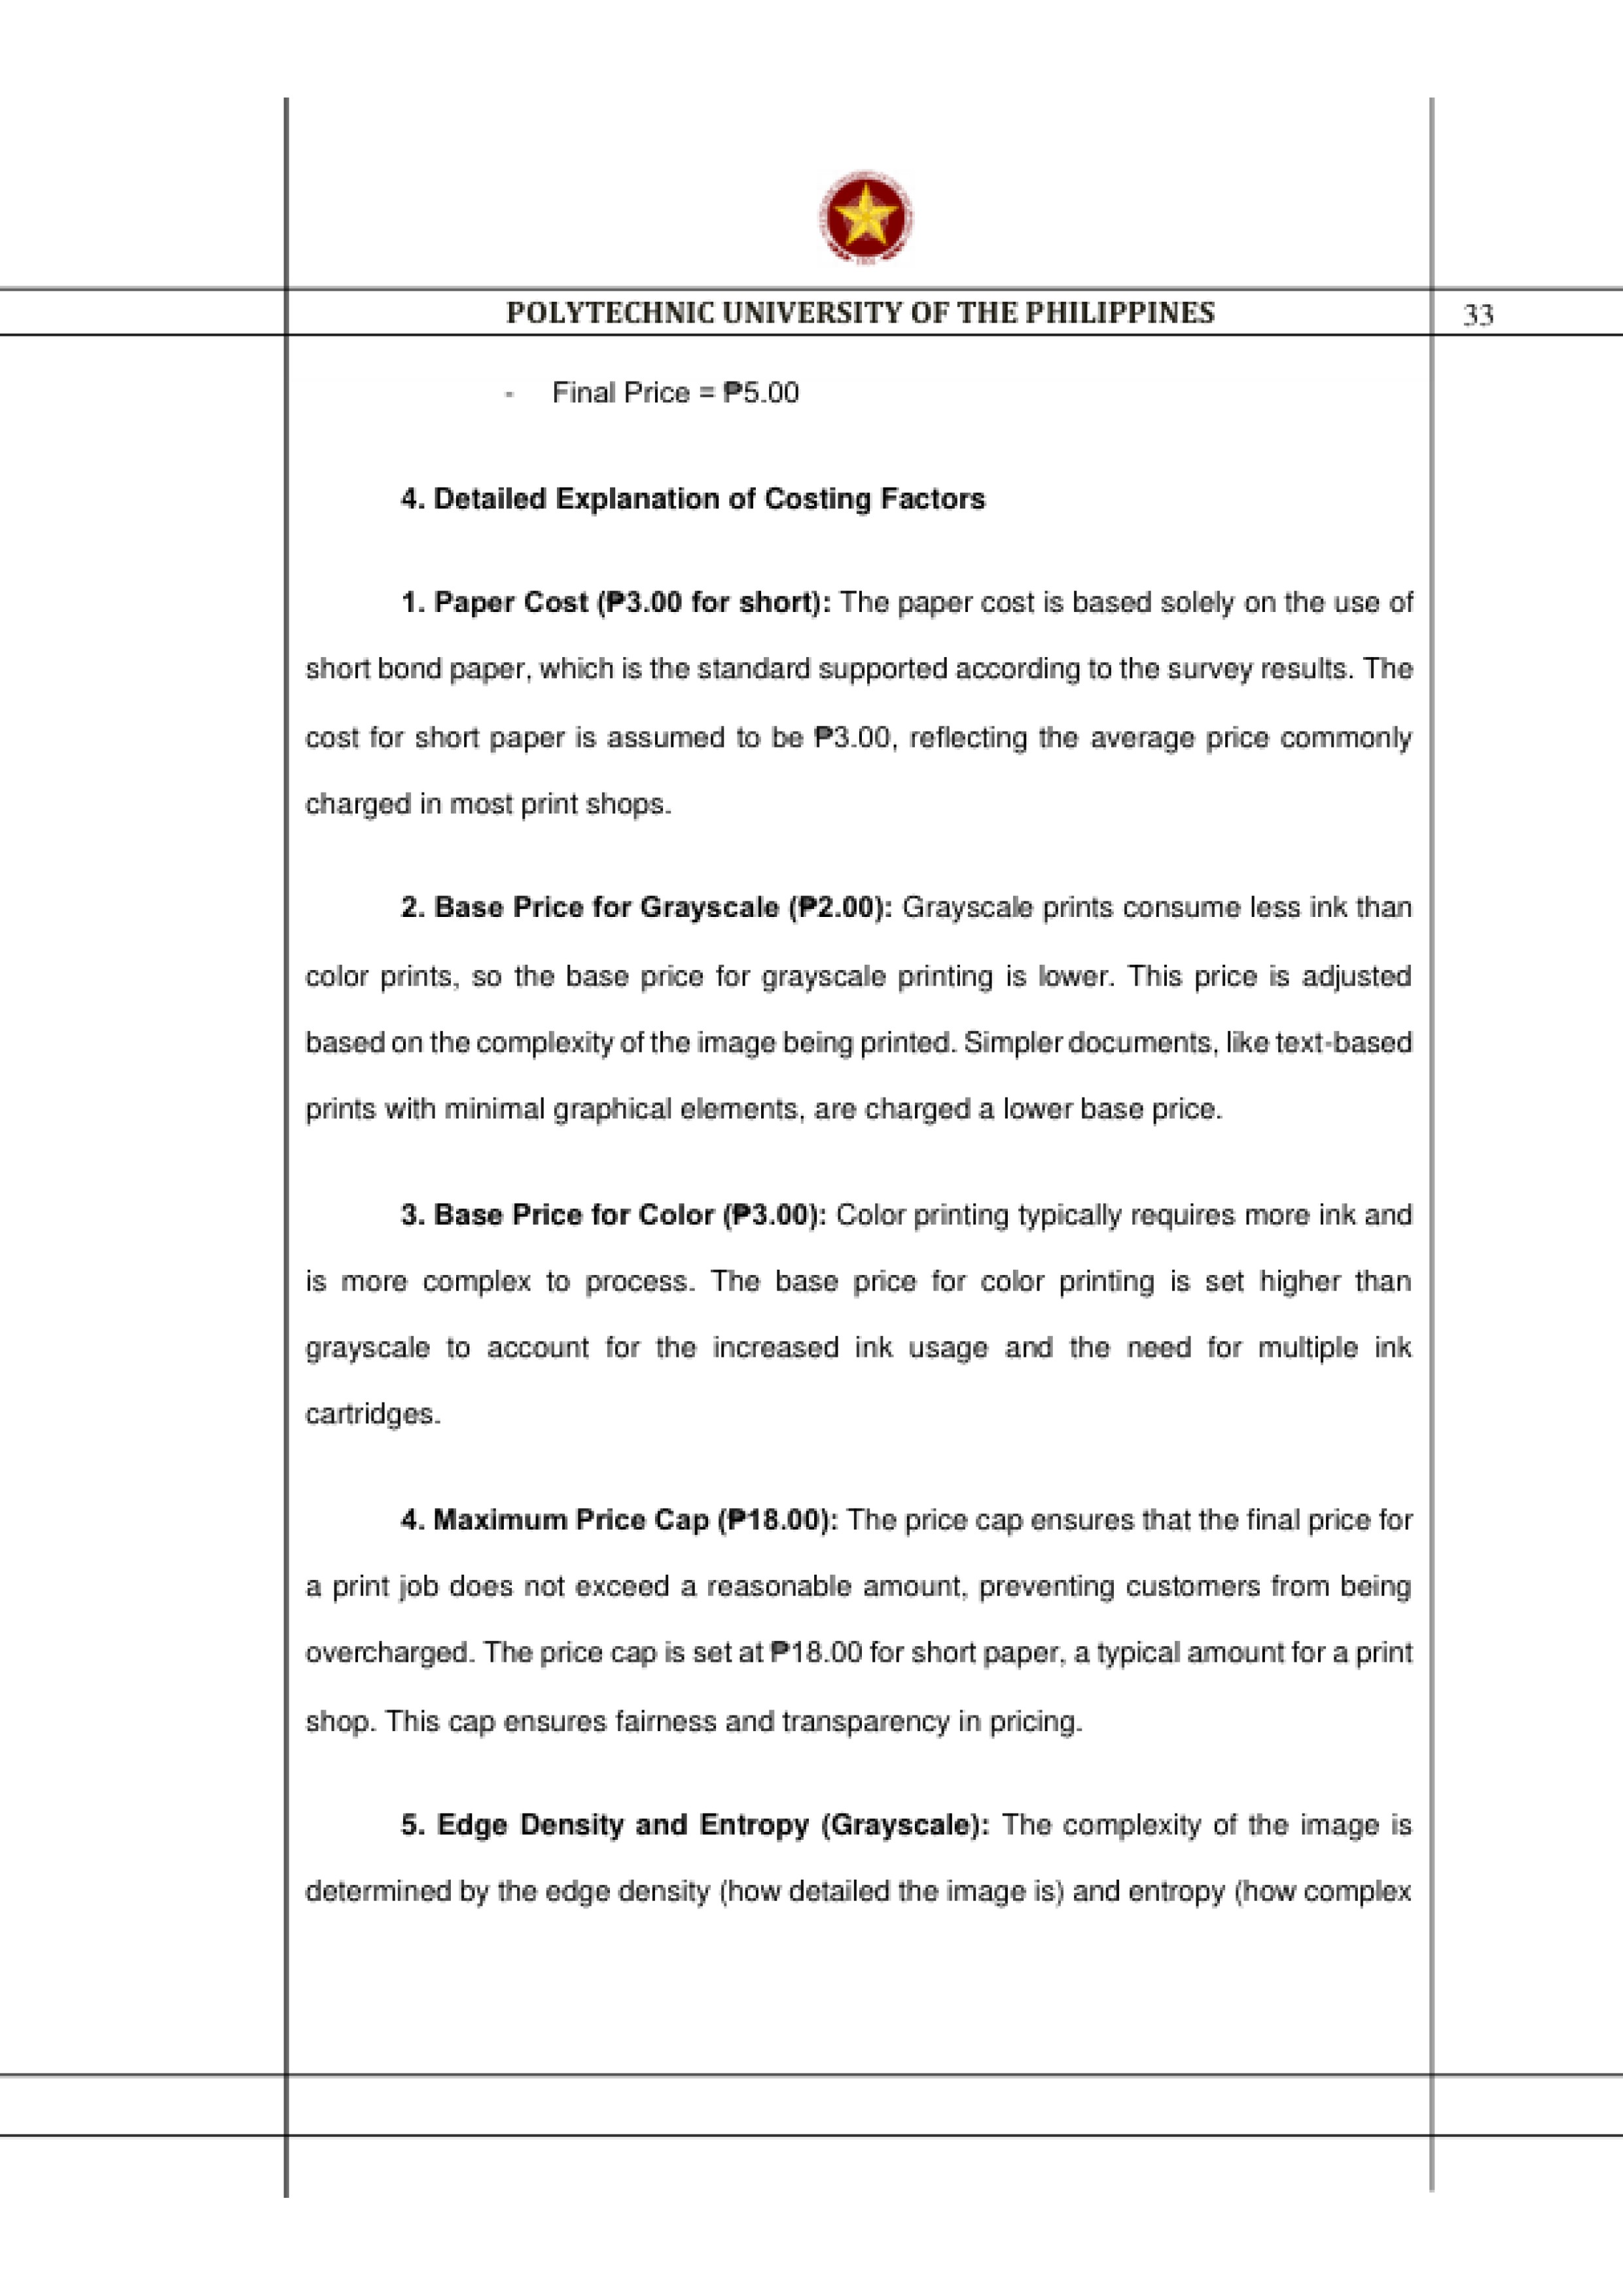 POLYTECHNIC UNIVERSITY OF THE PHILIPPINES
33
- Final Price = ₱5.00
4. Detailed Explanation of Costing Factors
1. Paper Cost (₱3.00 for short): The paper cost is based solely on the use of
short bond paper, which is the standard supported according to the survey results. The
cost for short paper is assumed to be ₱3.00, reflecting the average price commonly
charged in most print shops.
2. Base Price for Grayscale (₱2.00): Grayscale prints consume less ink than
color prints, so the base price for grayscale printing is lower. This price is adjusted
based on the complexity of the image being printed. Simpler documents, like text-based
prints with minimal graphical elements, are charged a lower base price.
3. Base Price for Color (₱3.00): Color printing typically requires more ink and
is more complex to process. The base price for color printing is set higher than
grayscale to account for the increased ink usage and the need for multiple ink
cartridges.
4. Maximum Price Cap (₱18.00): The price cap ensures that the final price for
a print job does not exceed a reasonable amount, preventing customers from being
overcharged. The price cap is set at ₱18.00 for short paper, a typical amount for a print
shop. This cap ensures fairness and transparency in pricing.
5. Edge Density and Entropy (Grayscale): The complexity of the image is
determined by the edge density (how detailed the image is) and entropy (how complex